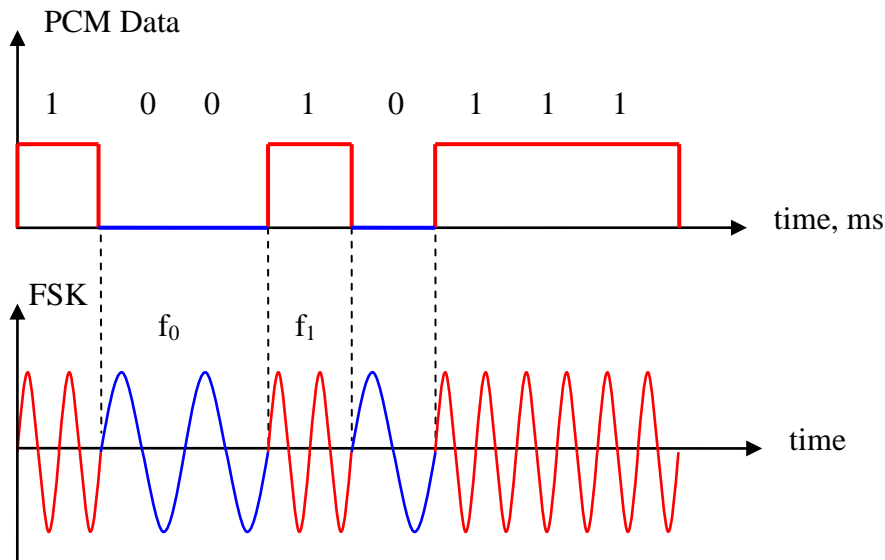 PCM Data
1 0 0 1 0 1 1 1
time, ms
FSK
f₀ f₁
time